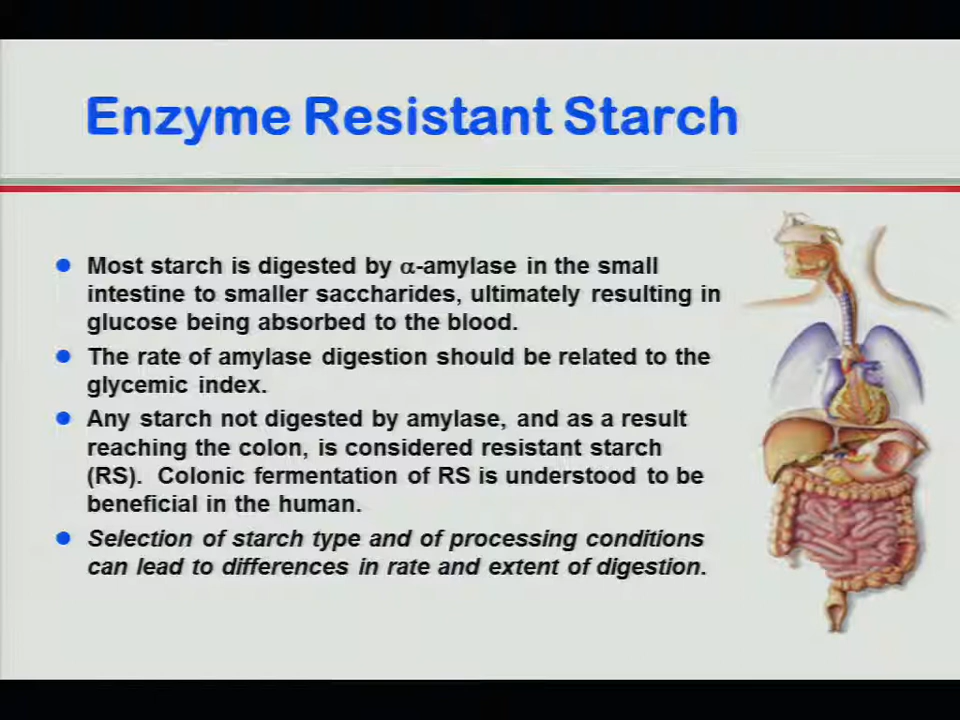 Enzyme Resistant Starch
● Most starch is digested by α-amylase in the small
intestine to smaller saccharides, ultimately resulting in
glucose being absorbed to the blood.
● The rate of amylase digestion should be related to the
glycemic index.
● Any starch not digested by amylase, and as a result
reaching the colon, is considered resistant starch
(RS). Colonic fermentation of RS is understood to be
beneficial in the human.
● Selection of starch type and of processing conditions
can lead to differences in rate and extent of digestion.